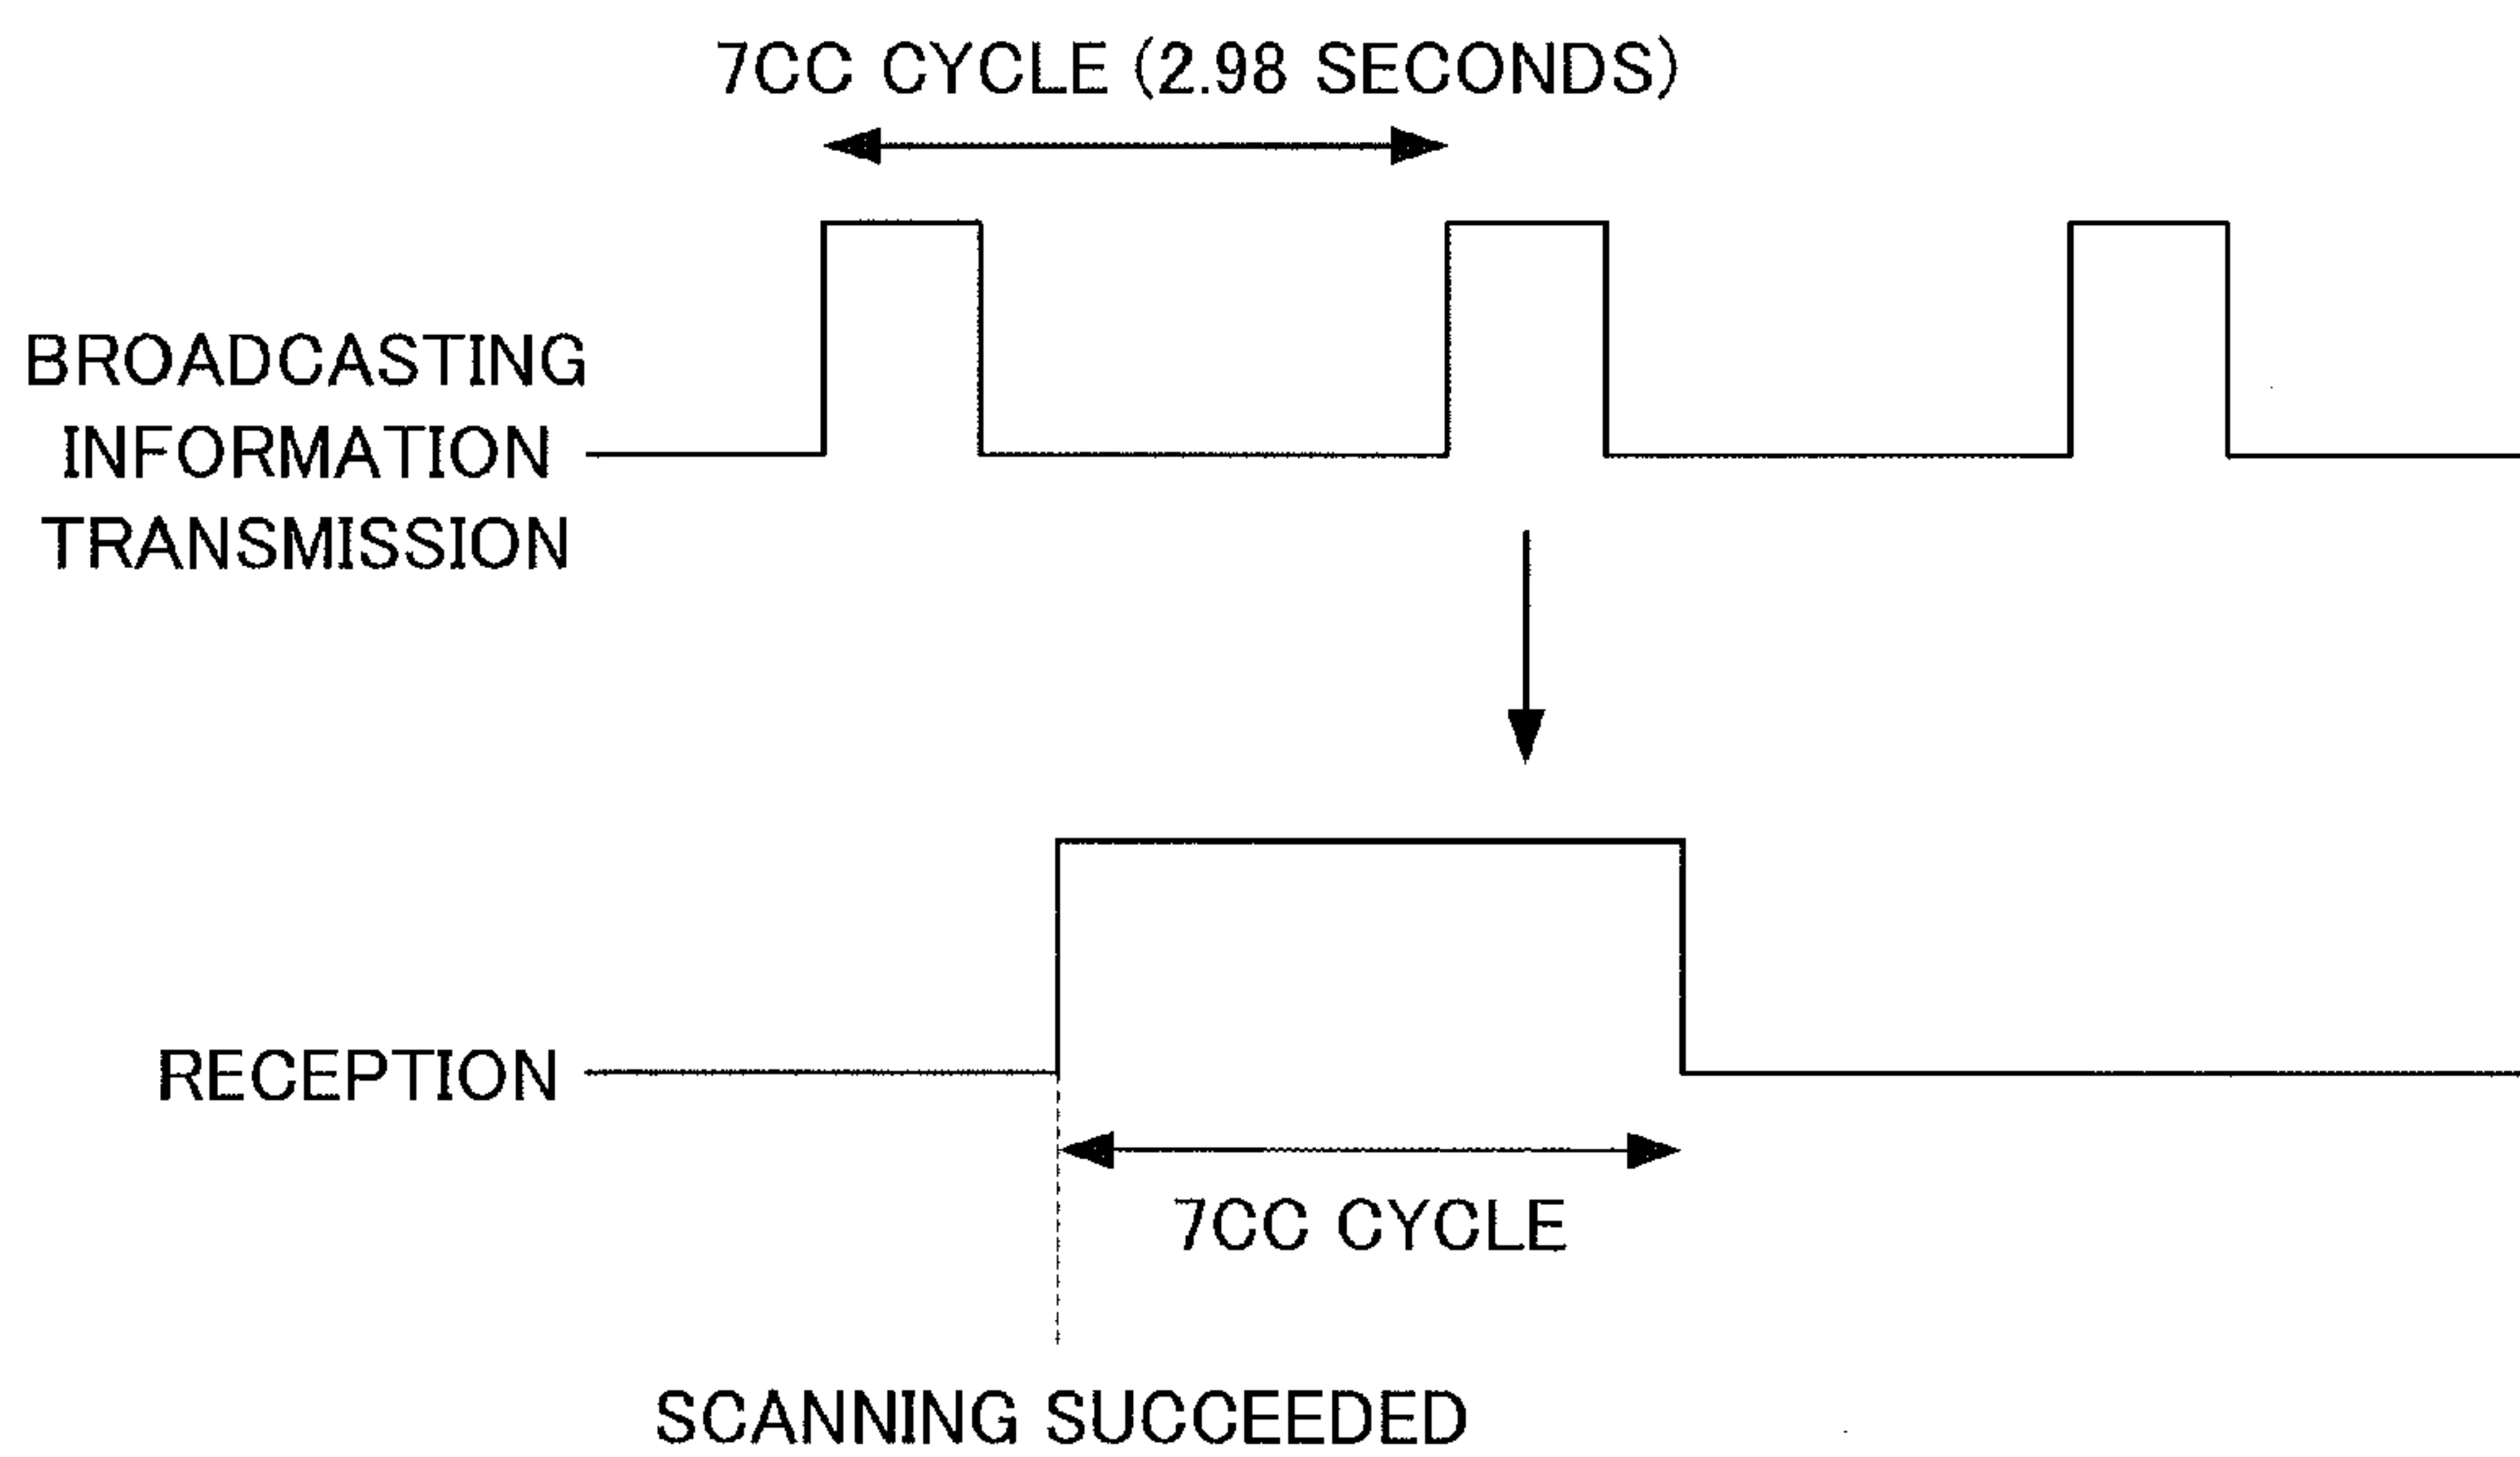 7CC CYCLE (2.98 SECONDS)
BROADCASTING
INFORMATION
TRANSMISSION
RECEPTION
7CC CYCLE
SCANNING SUCCEEDED